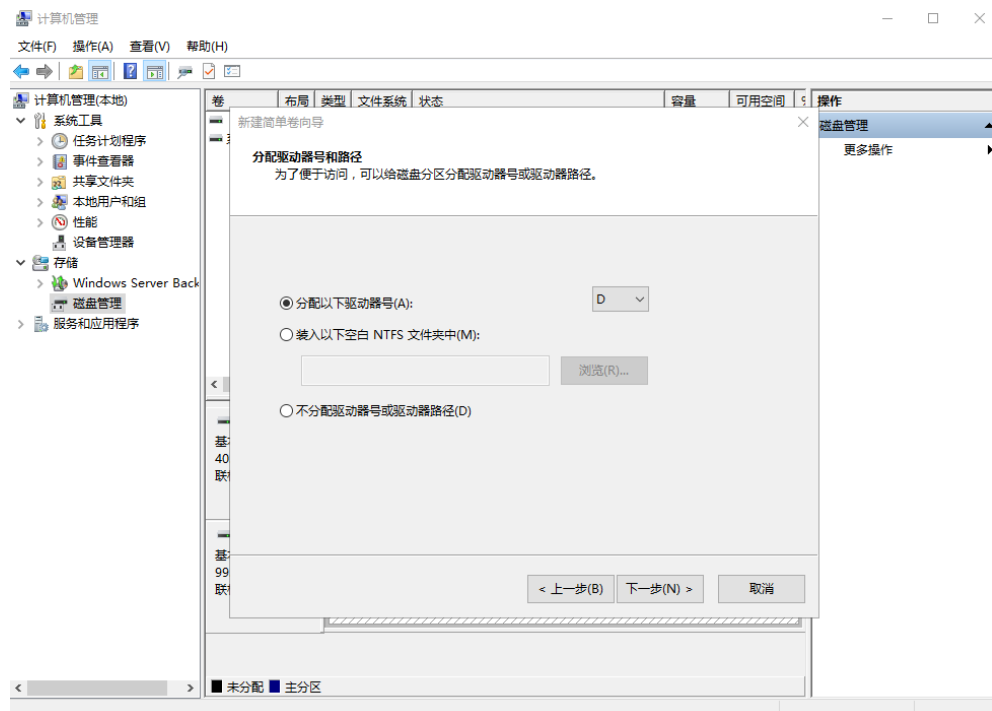 计算机管理
文件(F) 操作(A) 查看(V) 帮助(H)
计算机管理(本地)
系统工具
任务计划程序
事件查看器
共享文件夹
本地用户和组
性能
设备管理器
存储
Windows Server Back
磁盘管理
服务和应用程序
卷 布局 类型 文件系统 状态 容量 可用空间
新建简单卷向导
分配驱动器号和路径
为了便于访问，可以给磁盘分区分配驱动器号或驱动器路径。
分配以下驱动器号(A):
D
装入以下空白 NTFS 文件夹中(M):
浏览(R)...
不分配驱动器号或驱动器路径(D)
< 上一步(B) 下一步(N) > 取消
基
40
联
基
99
联
未分配 主分区
操作
磁盘管理
更多操作